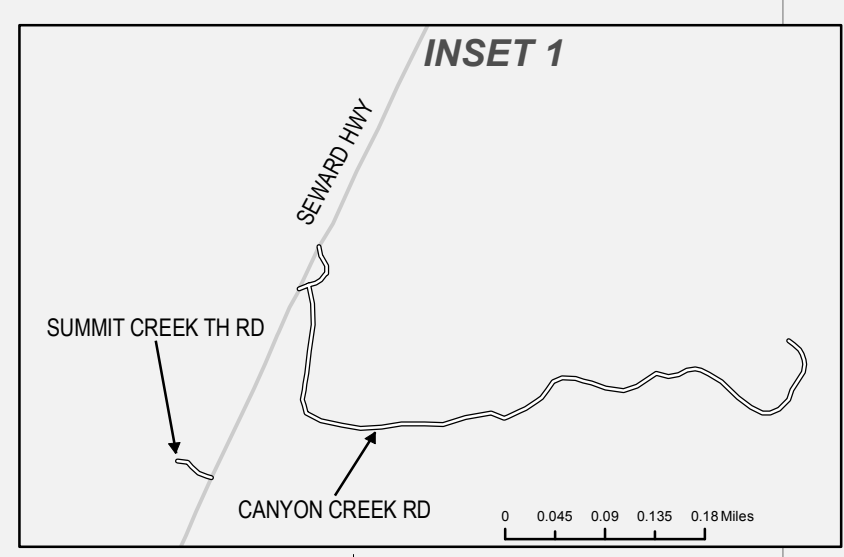 INSET 1
SEWARD HWY
SUMMIT CREEK TH RD
CANYON CREEK RD
0 0.045 0.09 0.135 0.18 Miles